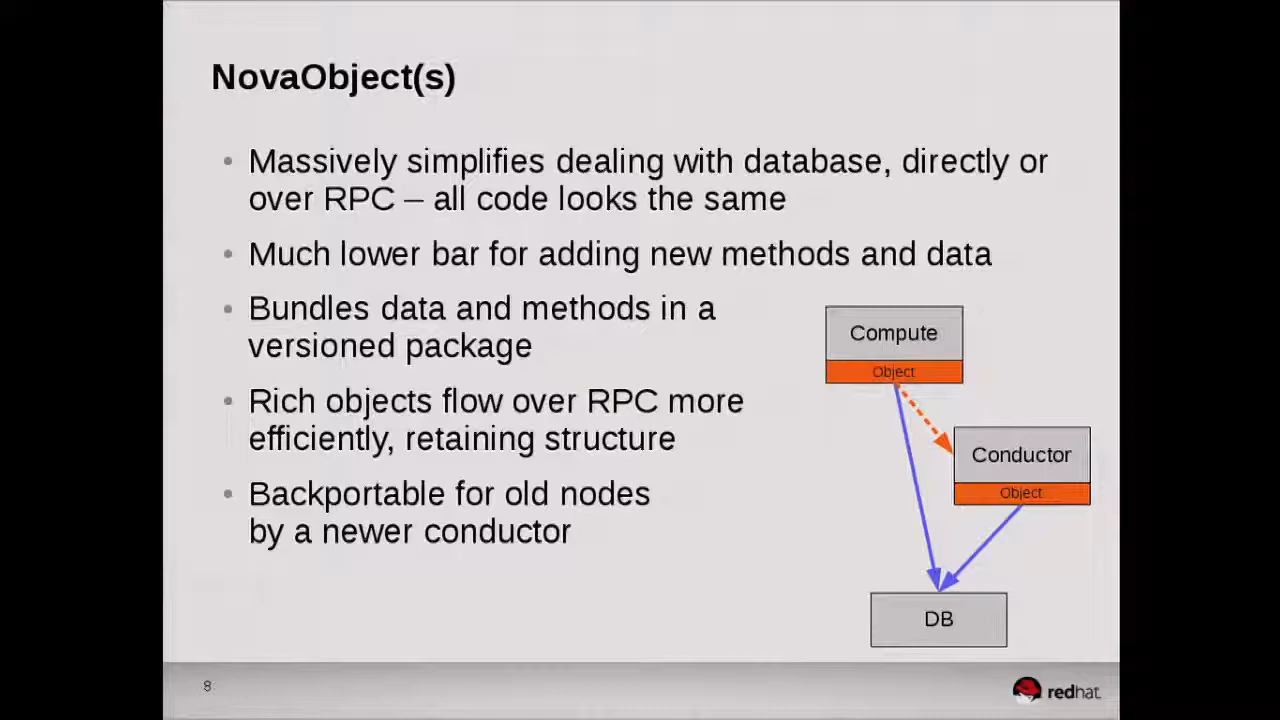 NovaObject(s)
Massively simplifies dealing with database, directly or
over RPC – all code looks the same
Much lower bar for adding new methods and data
Bundles data and methods in a
versioned package
Rich objects flow over RPC more
efficiently, retaining structure
Backportable for old nodes
by a newer conductor
Compute
Object
Conductor
Object
DB
8
redhat.